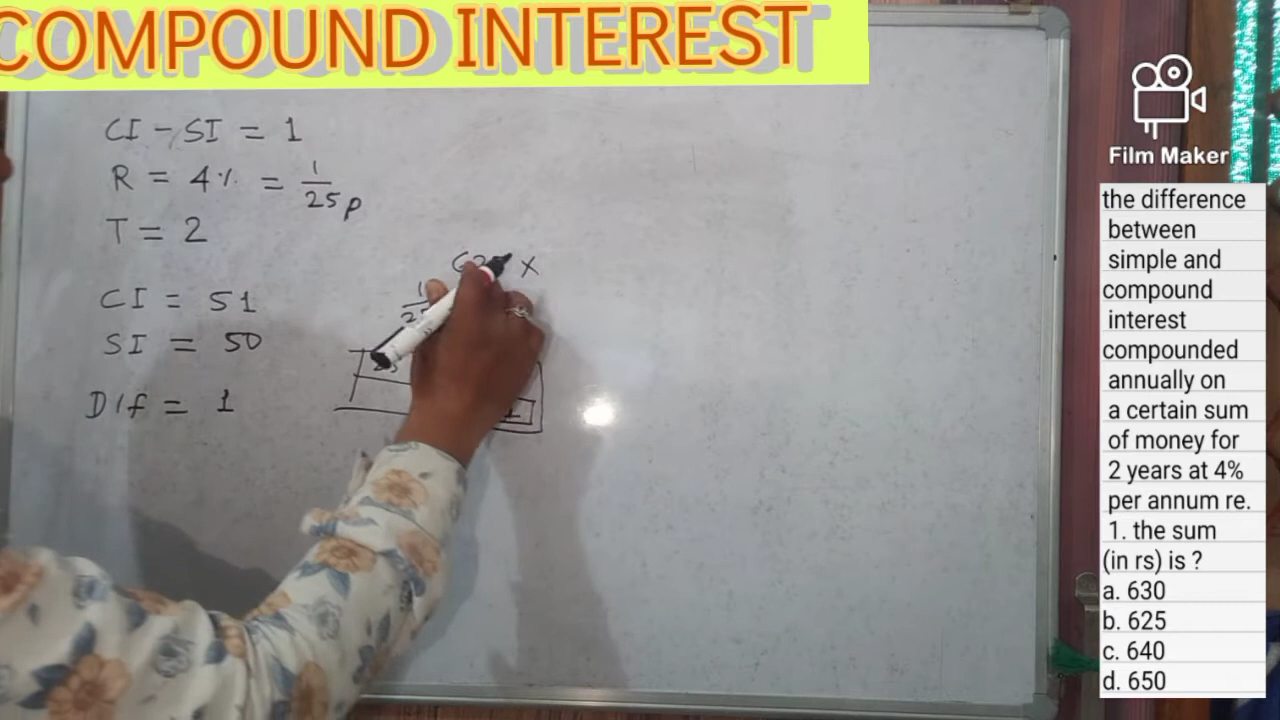 COMPOUND INTEREST
CI - SI = 1
R = 4% = 1/25 P
T = 2
CI = 51
SI = 50
Dif = 1
X
1
Film Maker
the difference
between
simple and
compound
interest
compounded
annually on
a certain sum
of money for
2 years at 4%
per annum re.
1. the sum
(in rs) is ?
a. 630
b. 625
c. 640
d. 650